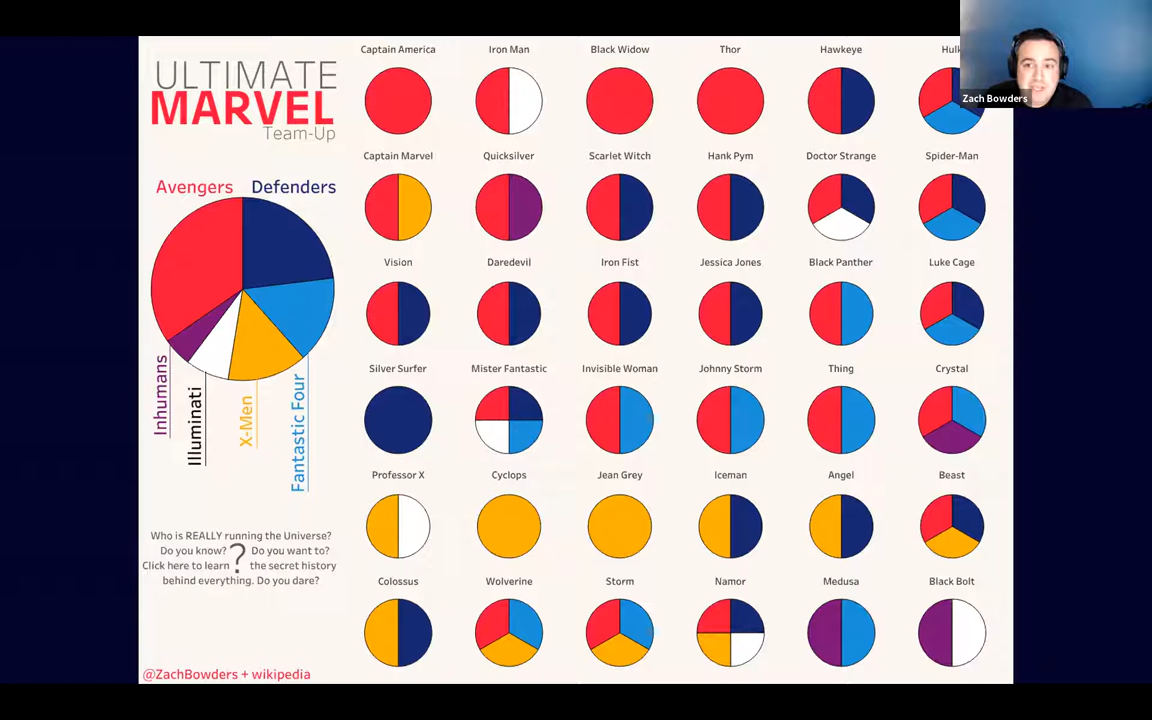 ULTIMATE
MARVEL
Team-Up
Avengers Defenders
Inhumans
Illuminati
X-Men
Fantastic Four
Who is REALLY running the Universe?
Do you know? ? Do you want to?
Click here to learn the secret history
behind everything. Do you dare?
@ZachBowders + wikipedia
Captain America Iron Man Black Widow Thor Hawkeye Hulk
Zach Bowders
Captain Marvel Quicksilver Scarlet Witch Hank Pym Doctor Strange Spider-Man
Vision Daredevil Iron Fist Jessica Jones Black Panther Luke Cage
Silver Surfer Mister Fantastic Invisible Woman Johnny Storm Thing Crystal
Professor X Cyclops Jean Grey Iceman Angel Beast
Colossus Wolverine Storm Namor Medusa Black Bolt